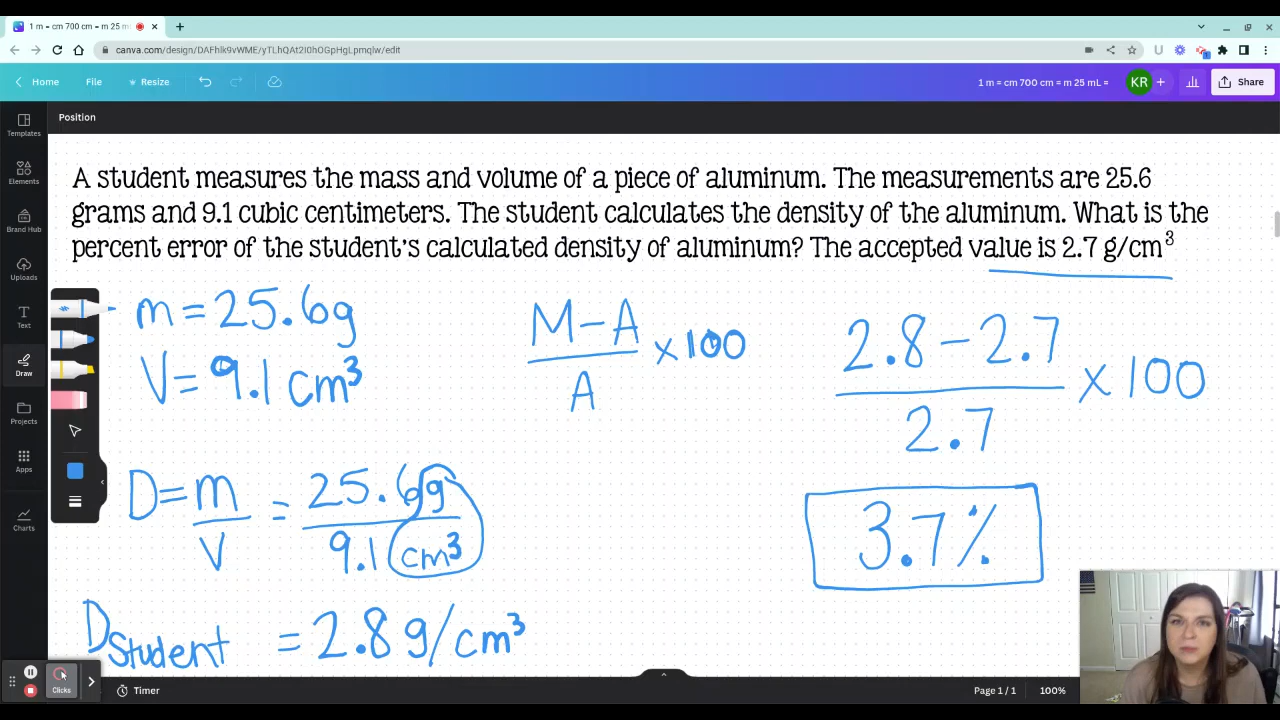 1 m = cm 700 cm = m 25 m
canva.com/design/DAFhlk9vWME/yTLhQAt2i0hOGpHgLpmqlw/edit
Home File Resize
1 m = cm 700 cm = m 25 mL =
KR
Share
Position
Templates
Elements
Brand Hub
Uploads
Text
Draw
Projects
Apps
Charts
A student measures the mass and volume of a piece of aluminum. The measurements are 25.6
grams and 9.1 cubic centimeters. The student calculates the density of the aluminum. What is the
percent error of the student's calculated density of aluminum? The accepted value is 2.7 g/cm³
m = 25.6g
V = 9.1 cm³
D = m/V = 25.6g/9.1 cm³
D student = 2.8 g/cm³
M - A
A
x 100
2.8 - 2.7
2.7
x 100
3.7%
Clicks
Timer
Page 1 / 1 100%